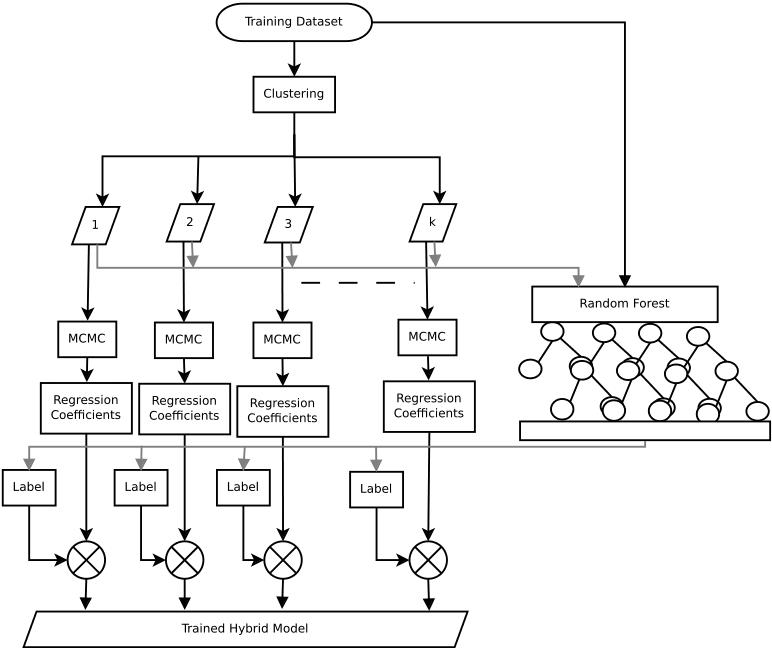 Training Dataset
Clustering
1
2
3
k
Random Forest
MCMC
MCMC
MCMC
MCMC
Regression
Coefficients
Regression
Coefficients
Regression
Coefficients
Regression
Coefficients
Label
Label
Label
Label
Trained Hybrid Model